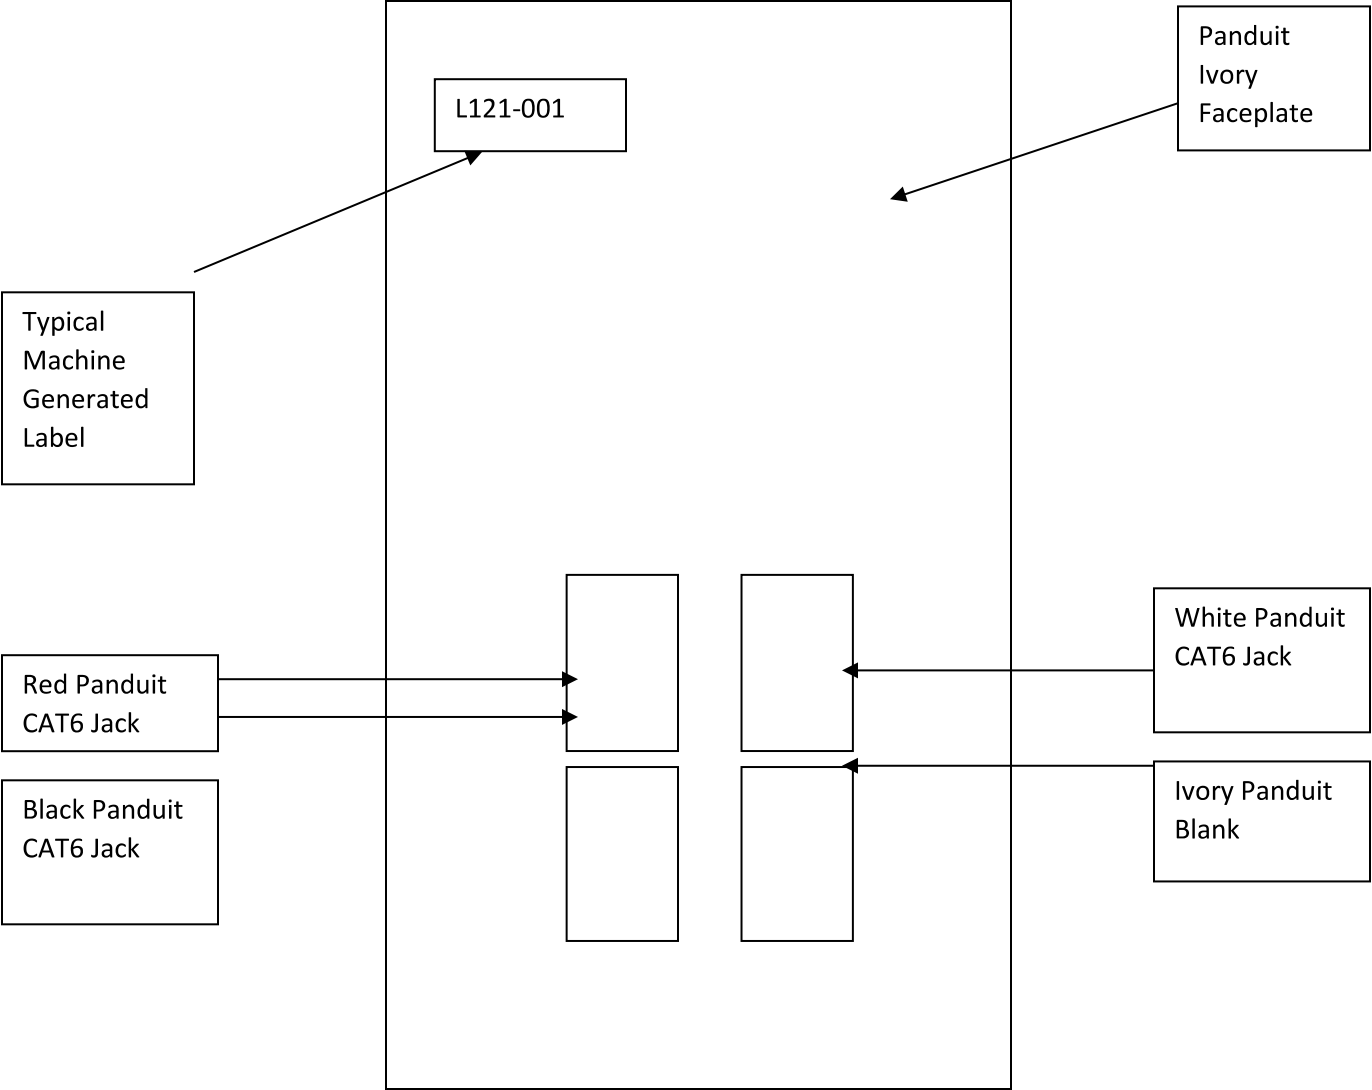 Panduit
Ivory
Faceplate
L121-001
Typical
Machine
Generated
Label
White Panduit
CAT6 Jack
Red Panduit
CAT6 Jack
Ivory Panduit
Blank
Black Panduit
CAT6 Jack